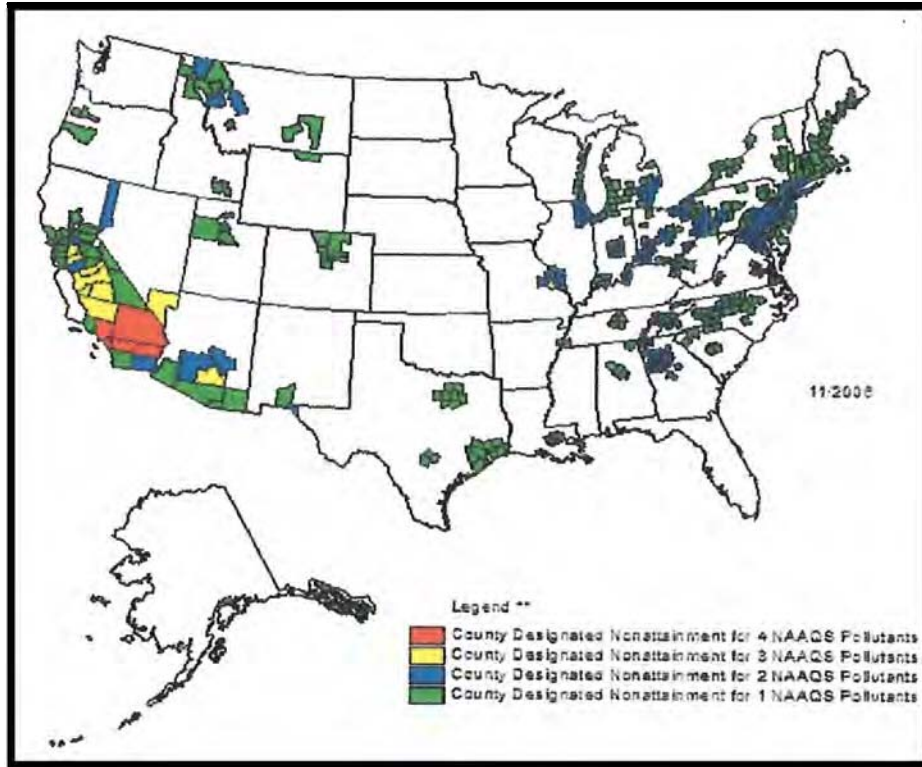 11/2006
Legend **
County Designated Nonattainment for 4 NAAQS Pollutants
County Designated Nonattainment for 3 NAAQS Pollutants
County Designated Nonattainment for 2 NAAQS Pollutants
County Designated Nonattainment for 1 NAAQS Pollutants